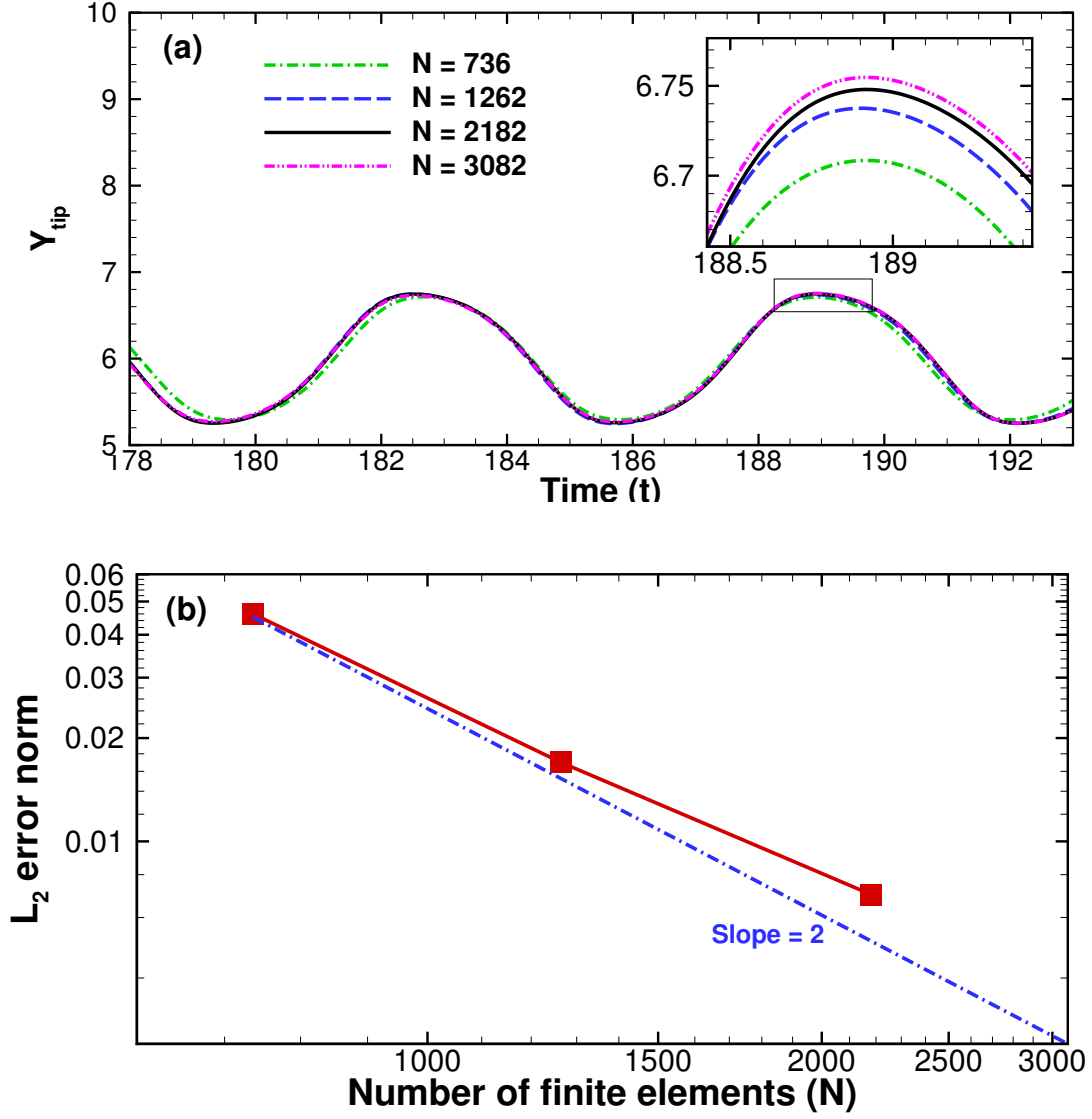 10
9
8
7
6
5
Y_tip
(a)
N = 736
N = 1262
N = 2182
N = 3082
6.75
6.7
188.5 189
178 180 182 184 186 188 190 192
Time (t)
0.06
0.05
0.04
0.03
0.02
0.01
L_2 error norm
(b)
Slope = 2
1000 1500 2000 2500 3000
Number of finite elements (N)